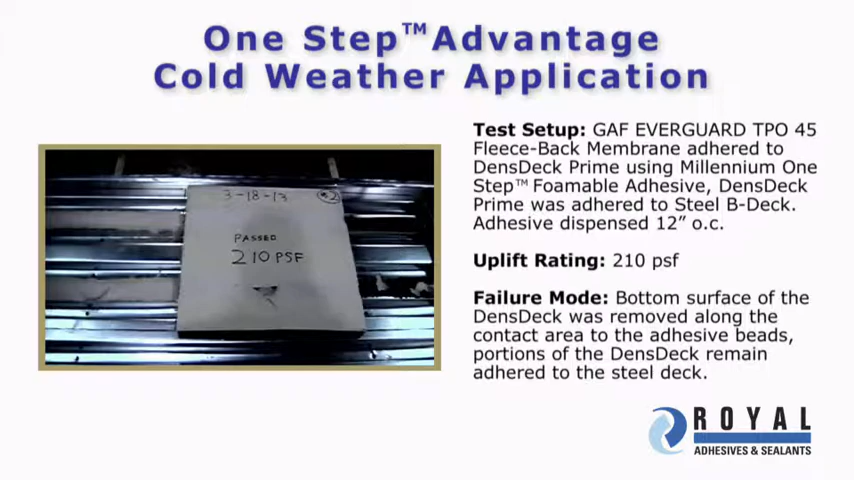 One Step™ Advantage
Cold Weather Application
Test Setup: GAF EVERGUARD TPO 45
Fleece-Back Membrane adhered to
DensDeck Prime using Millennium One
Step™ Foamable Adhesive, DensDeck
Prime was adhered to Steel B-Deck.
Adhesive dispensed 12” o.c.
Uplift Rating: 210 psf
Failure Mode: Bottom surface of the
DensDeck was removed along the
contact area to the adhesive beads,
portions of the DensDeck remain
adhered to the steel deck.
3-18-13 #2
PASSED
210 PSF
ROYAL
ADHESIVES & SEALANTS